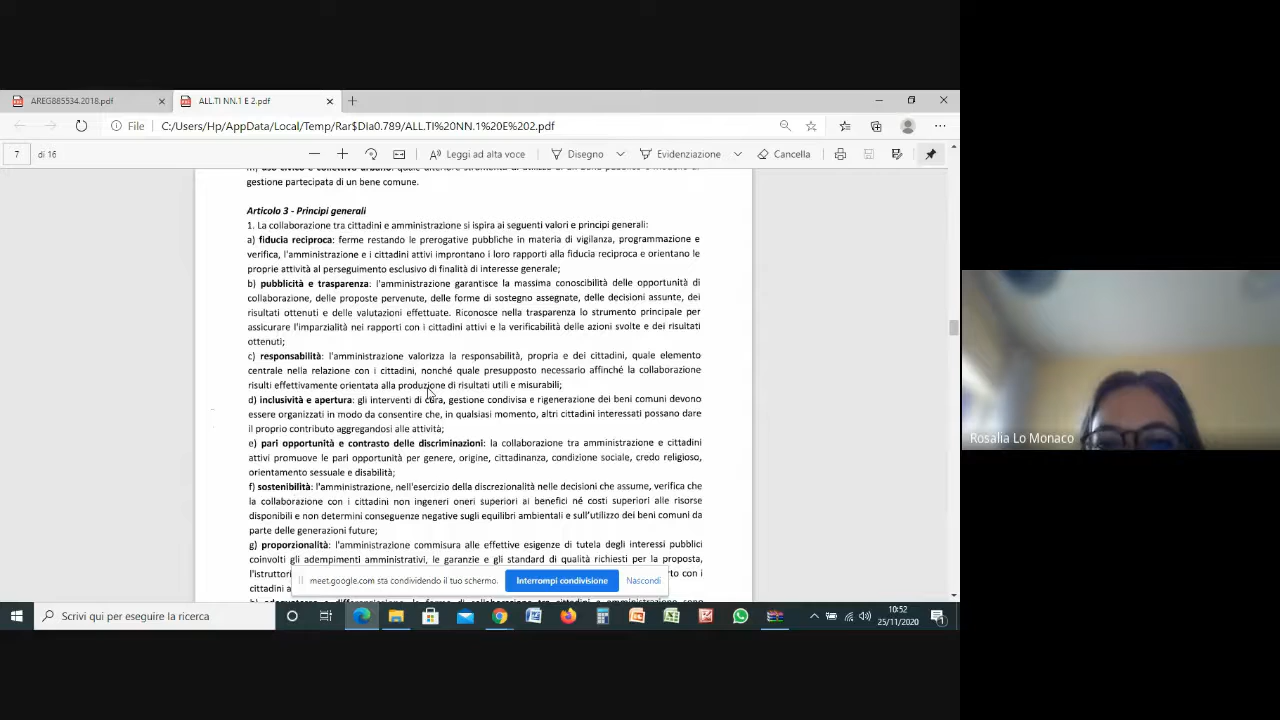 AREG885534.2018.pdf
ALL.TI NN.1 E 2.pdf
File
C:/Users/Hp/AppData/Local/Temp/Rar$DIa0.789/ALL.TI%20NN.1%20E%202.pdf
7 di 16
Leggi ad alta voce
Disegno
Evidenziazione
Cancella
gestione partecipata di un bene comune.
Articolo 3 - Principi generali
1. La collaborazione tra cittadini e amministrazione si ispira ai seguenti valori e principi generali:
a) fiducia reciproca: ferme restando le prerogative pubbliche in materia di vigilanza, programmazione e
verifica, l'amministrazione e i cittadini attivi improntano i loro rapporti alla fiducia reciproca e orientano le
proprie attività al perseguimento esclusivo di finalità di interesse generale;
b) pubblicità e trasparenza: l'amministrazione garantisce la massima conoscibilità delle opportunità di
collaborazione, delle proposte pervenute, delle forme di sostegno assegnate, delle decisioni assunte, dei
risultati ottenuti e delle valutazioni effettuate. Riconosce nella trasparenza lo strumento principale per
assicurare l'imparzialità nei rapporti con i cittadini attivi e la verificabilità delle azioni svolte e dei risultati
ottenuti;
c) responsabilità: l'amministrazione valorizza la responsabilità, propria e dei cittadini, quale elemento
centrale nella relazione con i cittadini, nonché quale presupposto necessario affinché la collaborazione
risulti effettivamente orientata alla produzione di risultati utili e misurabili;
d) inclusività e apertura: gli interventi di cura, gestione condivisa e rigenerazione dei beni comuni devono
essere organizzati in modo da consentire che, in qualsiasi momento, altri cittadini interessati possano dare
il proprio contributo aggregandosi alle attività;
e) pari opportunità e contrasto delle discriminazioni: la collaborazione tra amministrazione e cittadini
attivi promuove le pari opportunità per genere, origine, cittadinanza, condizione sociale, credo religioso,
orientamento sessuale e disabilità;
f) sostenibilità: l'amministrazione, nell'esercizio della discrezionalità nelle decisioni che assume, verifica che
la collaborazione con i cittadini non ingeneri oneri superiori ai benefici né costi superiori alle risorse
disponibili e non determini conseguenze negative sugli equilibri ambientali e sull'utilizzo dei beni comuni da
parte delle generazioni future;
g) proporzionalità: l'amministrazione commisura alle effettive esigenze di tutela degli interessi pubblici
coinvolti gli adempimenti amministrativi, le garanzie e gli standard di qualità richiesti per la proposta,
l'istruttori
con i
cittadini a
meet.google.com sta condividendo il tuo schermo.
Interrompi condivisione
Nascondi
Rosalia Lo Monaco
Scrivi qui per eseguire la ricerca
10:52
25/11/2020
1